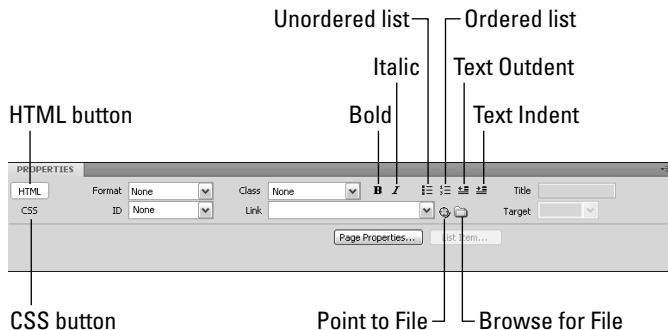 Unordered list
Ordered list
Italic
Text Outdent
HTML button
Bold
Text Indent
PROPERTIES
HTML
Format
None
Class
None
B
I
Title
CSS
ID
None
Link
Target
Page Properties...
List Item...
CSS button
Point to File
Browse for File